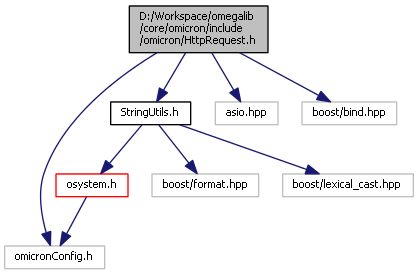 D:/Workspace/omegalib
/core/omicron/include
/omicron/HttpRequest.h
StringUtils.h
asio.hpp
boost/bind.hpp
osystem.h
boost/format.hpp
boost/lexical_cast.hpp
omicronConfig.h